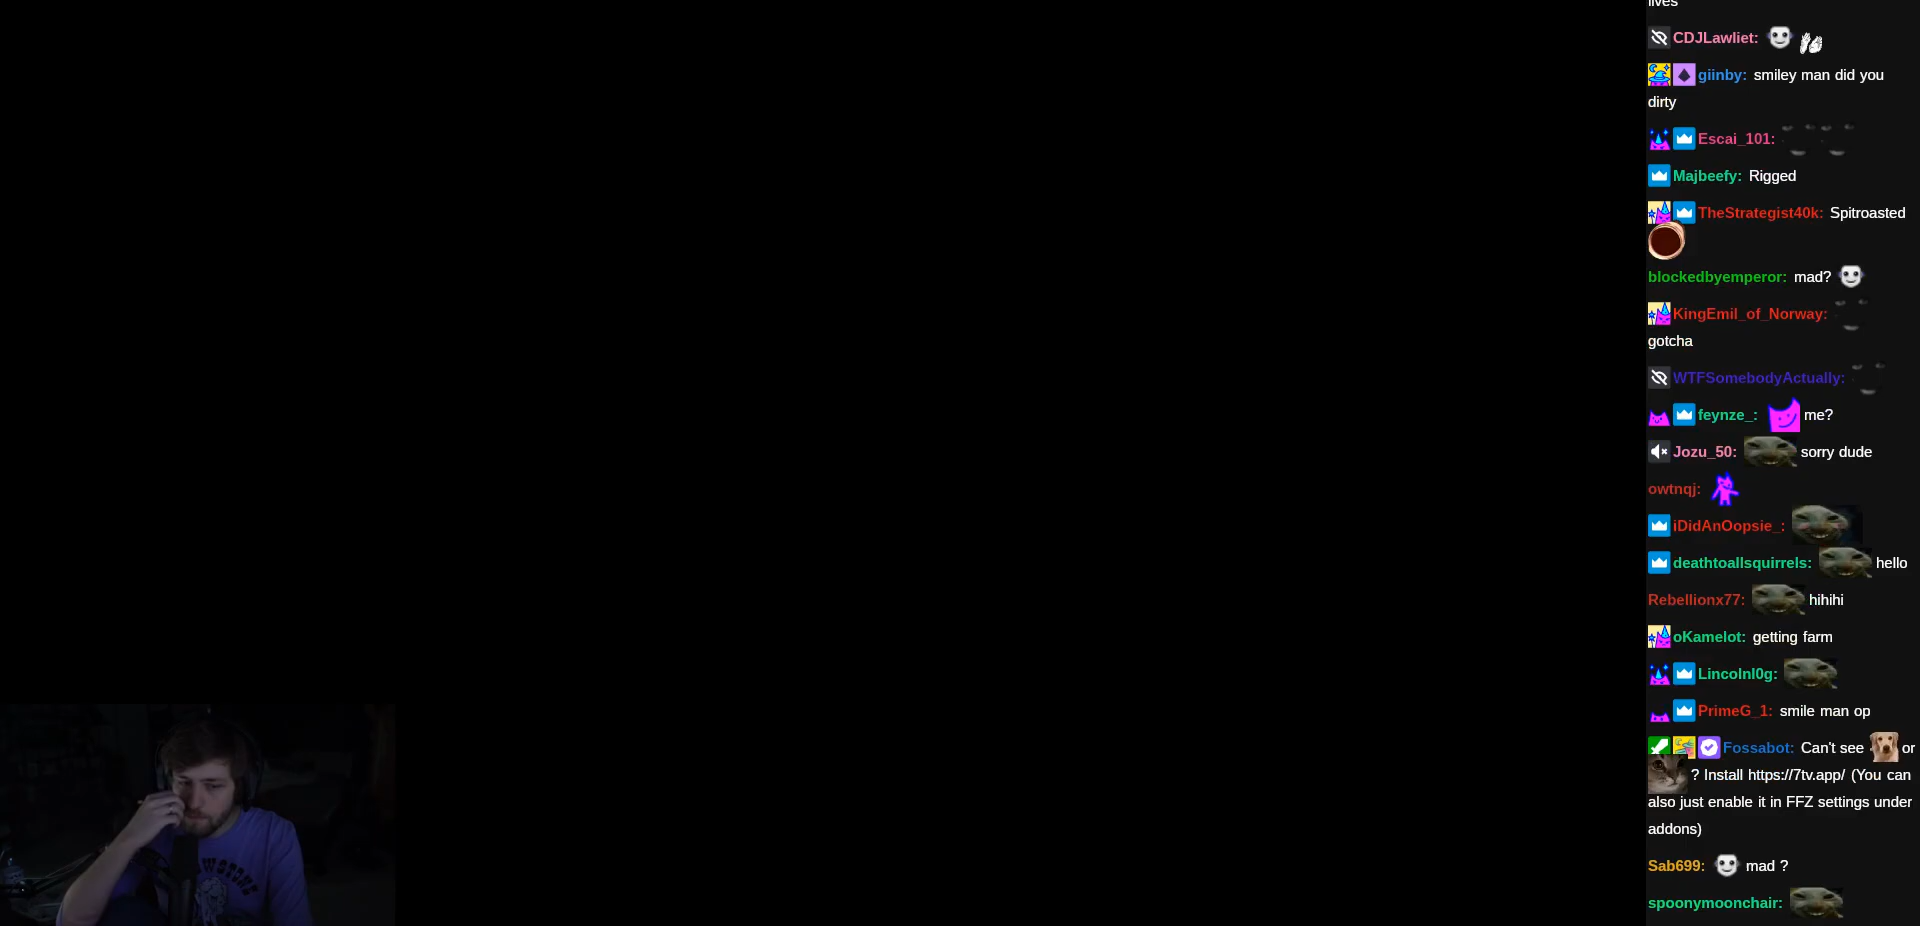 lives
CDJLawliet:
giinby: smiley man did you
dirty
Escai_101:
Majbeefy: Rigged
TheStrategist40k: Spitroasted
blockedbyemperor: mad?
KingEmil_of_Norway:
gotcha
WTFSomebodyActually:
feynze_: me?
Jozu_50: sorry dude
owtnqj:
iDidAnOopsie_:
deathtoallsquirrels: hello
Rebellionx77: hihihi
oKamelot: getting farm
Lincolnl0g:
PrimeG_1: smile man op
Fossabot: Can't see or
? Install https://7tv.app/ (You can
also just enable it in FFZ settings under
addons)
Sab699: mad ?
spoonymoonchair: